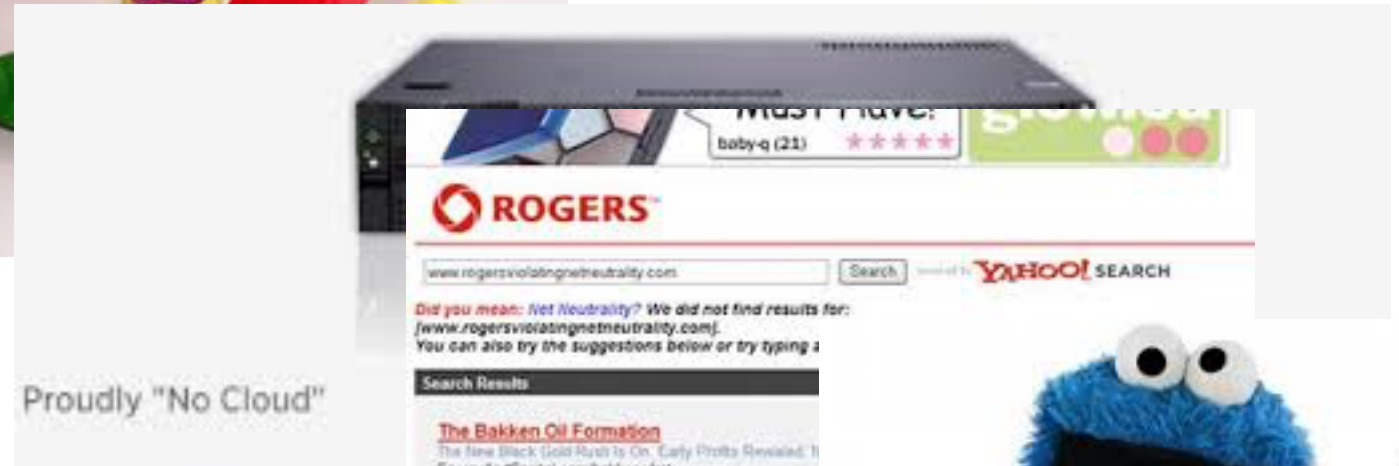 Must Have!
baby-q (21) *****
ROGERS
www.rogersviolatingnetneutrality.com Search powered by YAHOO! SEARCH
Did you mean: Net Neutrality? We did not find results for:
[www.rogersviolatingnetneutrality.com].
You can also try the suggestions below or try typing a
Search Results
Proudly "No Cloud"
The Bakken Oil Formation
The New Black Gold Rush Is On. Early Profits Revealed.